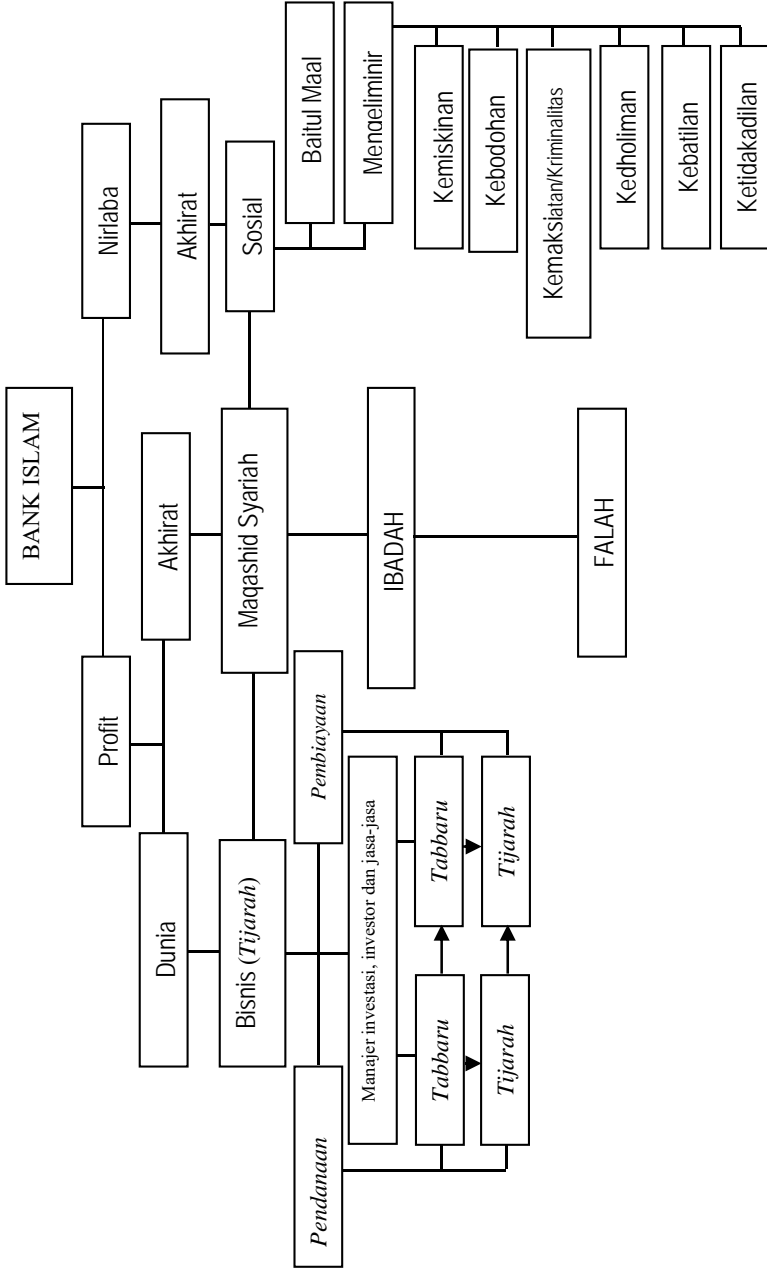 BANK ISLAM
Profit
Nirlaba
Dunia
Akhirat
Akhirat
Bisnis (Tijarah)
Maqashid Syariah
Sosial
Pendanaan
Pembiayaan
Baitul Maal
Manajer investasi, investor dan jasa-jasa
IBADAH
Mengeliminir
Tabbaru
Tabbaru
Kemiskinan
Tijarah
Tijarah
Kebodohan
Kemaksiatan/Kriminalitas
FALAH
Kedholiman
Kebatilan
Ketidakadilan